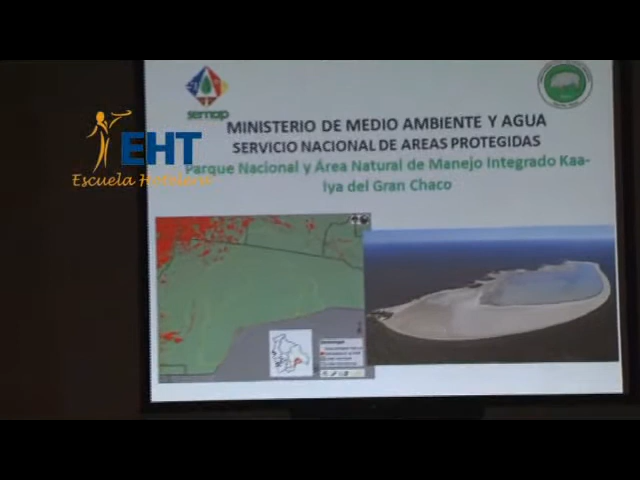 sernap
MINISTERIO DE MEDIO AMBIENTE Y AGUA
SERVICIO NACIONAL DE AREAS PROTEGIDAS
Parque Nacional y Área Natural de Manejo Integrado Kaa-
Iya del Gran Chaco
EHT
Escuela